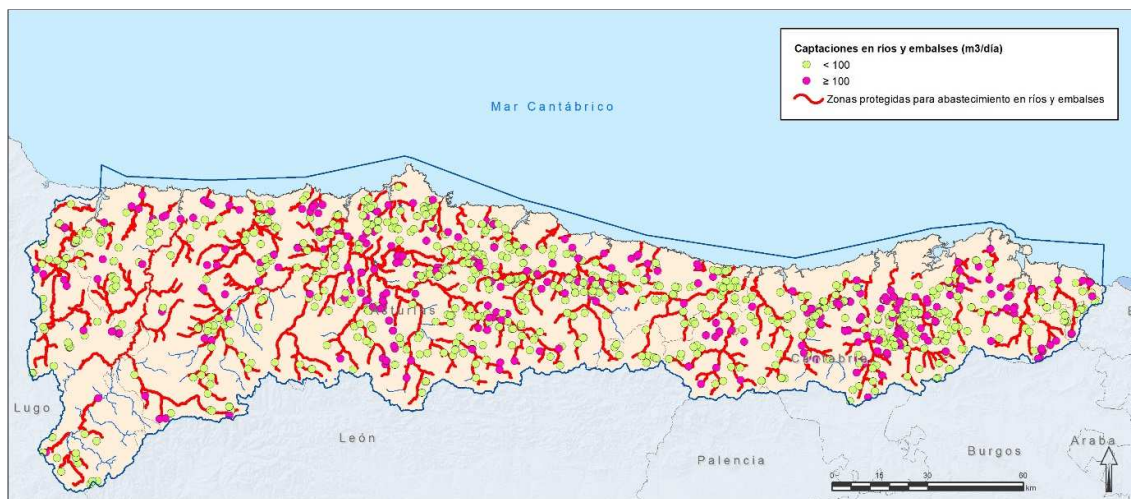 Captaciones en ríos y embalses (m3/día)
< 100
≥ 100
Zonas protegidas para abastecimiento en ríos y embalses
Mar Cantábrico
Asturias
Cantabria
Lugo
León
Palencia
Burgos
Araba
0
15
30
60
km